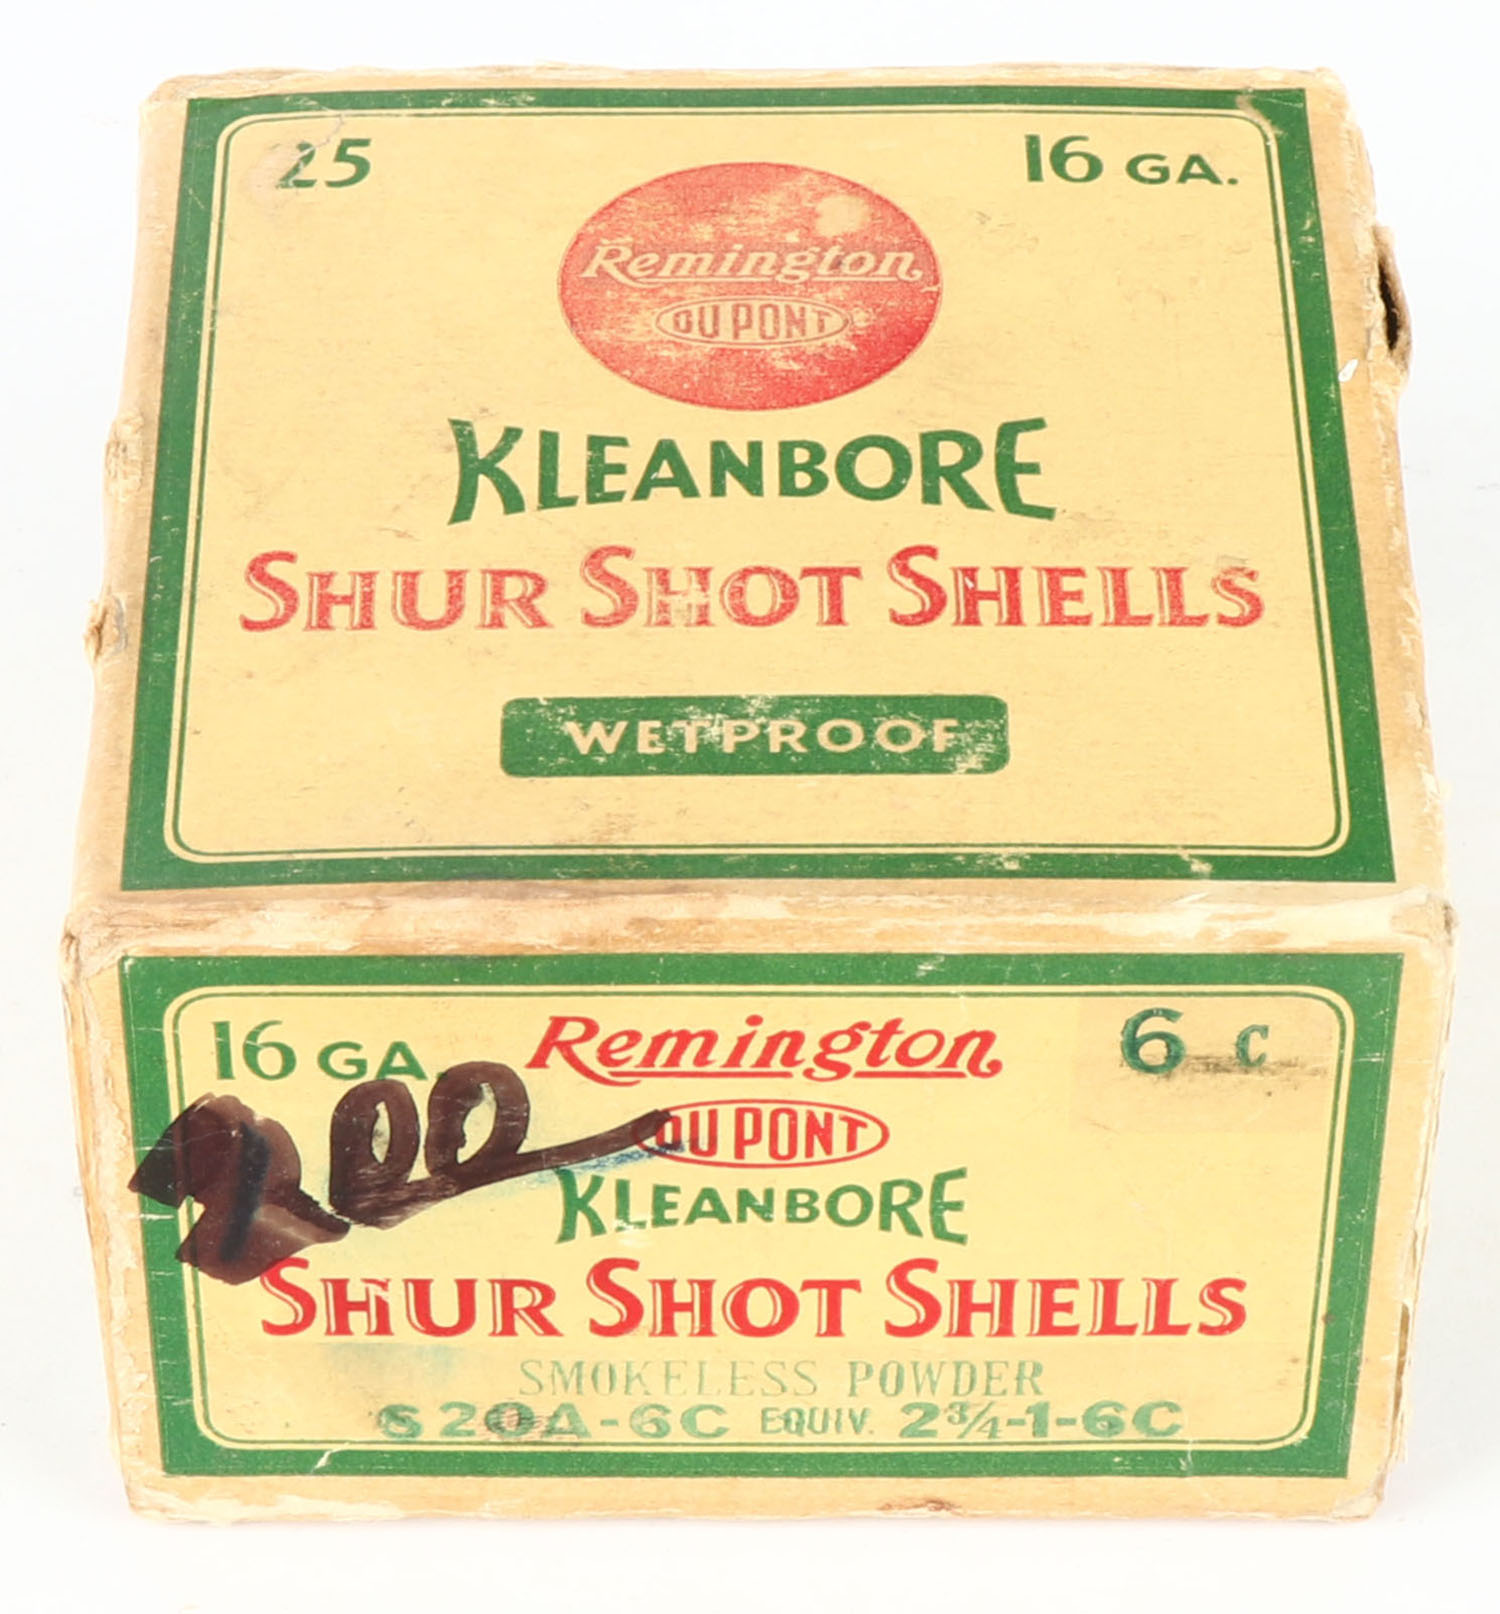 25 16 GA.
Remington
DU PONT
KLEANBORE
SHUR SHOT SHELLS
WETPROOF
16 GA. Remington 6 C
DU PONT
KLEANBORE
SHUR SHOT SHELLS
SMOKELESS POWDER
S20A-6C EQUIV. 2¾-1-6C